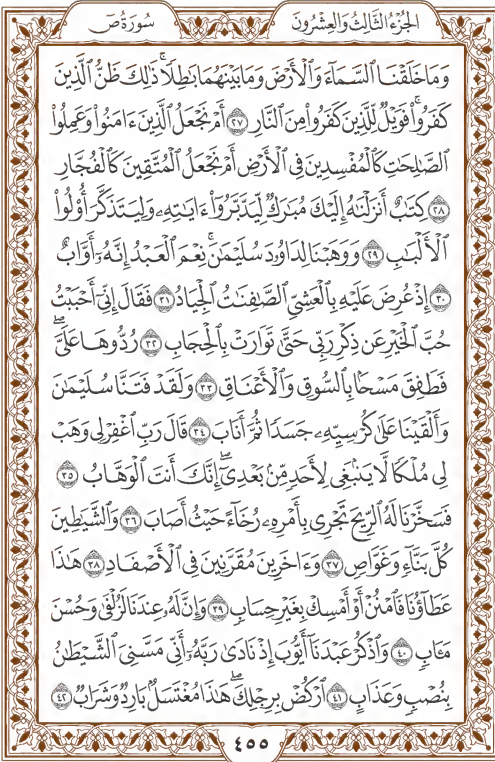 الجُزْءُ الثَّالِثُ وَالعِشْرُونَ
سُورَةُ صٓ
وَمَا خَلَقْنَا ٱلسَّمَآءَ وَٱلْأَرْضَ وَمَا بَيْنَهُمَا بَٰطِلًا ۚ ذَٰلِكَ ظَنُّ ٱلَّذِينَ
كَفَرُوا۟ ۚ فَوَيْلٌ لِّلَّذِينَ كَفَرُوا۟ مِنَ ٱلنَّارِ ٢٧ أَمْ نَجْعَلُ ٱلَّذِينَ ءَامَنُوا۟ وَعَمِلُوا۟
ٱلصَّٰلِحَٰتِ كَٱلْمُفْسِدِينَ فِى ٱلْأَرْضِ أَمْ نَجْعَلُ ٱلْمُتَّقِينَ كَٱلْفُجَّارِ
٢٨ كِتَٰبٌ أَنزَلْنَٰهُ إِلَيْكَ مُبَٰرَكٌ لِّيَدَّبَّرُوٓا۟ ءَايَٰتِهِۦ وَلِيَتَذَكَّرَ أُو۟لُوا۟
ٱلْأَلْبَٰبِ ٢٩ وَوَهَبْنَا لِدَاوُۥدَ سُلَيْمَٰنَ ۚ نِعْمَ ٱلْعَبْدُ إِنَّهُۥٓ أَوَّابٌ
٣٠ إِذْ عُرِضَ عَلَيْهِ بِٱلْعَشِىِّ ٱلصَّٰفِنَٰتُ ٱلْجِيَادُ ٣١ فَقَالَ إِنِّىٓ أَحْبَبْتُ
حُبَّ ٱلْخَيْرِ عَن ذِكْرِ رَبِّى حَتَّىٰ تَوَارَتْ بِٱلْحِجَابِ ٣٢ رُدُّوهَا عَلَىَّ ۖ
فَطَفِقَ مَسْحًۢا بِٱلسُّوقِ وَٱلْأَعْنَاقِ ٣٣ وَلَقَدْ فَتَنَّا سُلَيْمَٰنَ
وَأَلْقَيْنَا عَلَىٰ كُرْسِيِّهِۦ جَسَدًا ثُمَّ أَنَابَ ٣٤ قَالَ رَبِّ ٱغْفِرْ لِى وَهَبْ
لِى مُلْكًا لَّا يَنۢبَغِى لِأَحَدٍ مِّنۢ بَعْدِىٓ ۖ إِنَّكَ أَنتَ ٱلْوَهَّابُ ٣٥
فَسَخَّرْنَا لَهُ ٱلرِّيحَ تَجْرِى بِأَمْرِهِۦ رُخَآءً حَيْثُ أَصَابَ ٣٦ وَٱلشَّيَٰطِينَ
كُلَّ بَنَّآءٍ وَغَوَّاصٍ ٣٧ وَءَاخَرِينَ مُقَرَّنِينَ فِى ٱلْأَصْفَادِ ٣٨ هَٰذَا
عَطَآؤُنَا فَٱمْنُنْ أَوْ أَمْسِكْ بِغَيْرِ حِسَابٍ ٣٩ وَإِنَّ لَهُۥ عِندَنَا لَزُلْفَىٰ وَحُسْنَ
مَـَٔابٍ ٤٠ وَٱذْكُرْ عَبْدَنَآ أَيُّوبَ إِذْ نَادَىٰ رَبَّهُۥٓ أَنِّى مَسَّنِىَ ٱلشَّيْطَٰنُ
بِنُصْبٍ وَعَذَابٍ ٤١ ٱرْكُضْ بِرِجْلِكَ ۖ هَٰذَا مُغْتَسَلٌۢ بَارِدٌ وَشَرَابٌ ٤٢
٤٥٥